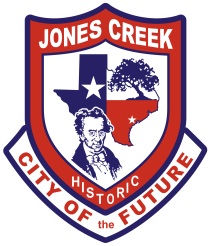 JONES CREEK
HISTORIC
CITY OF the FUTURE